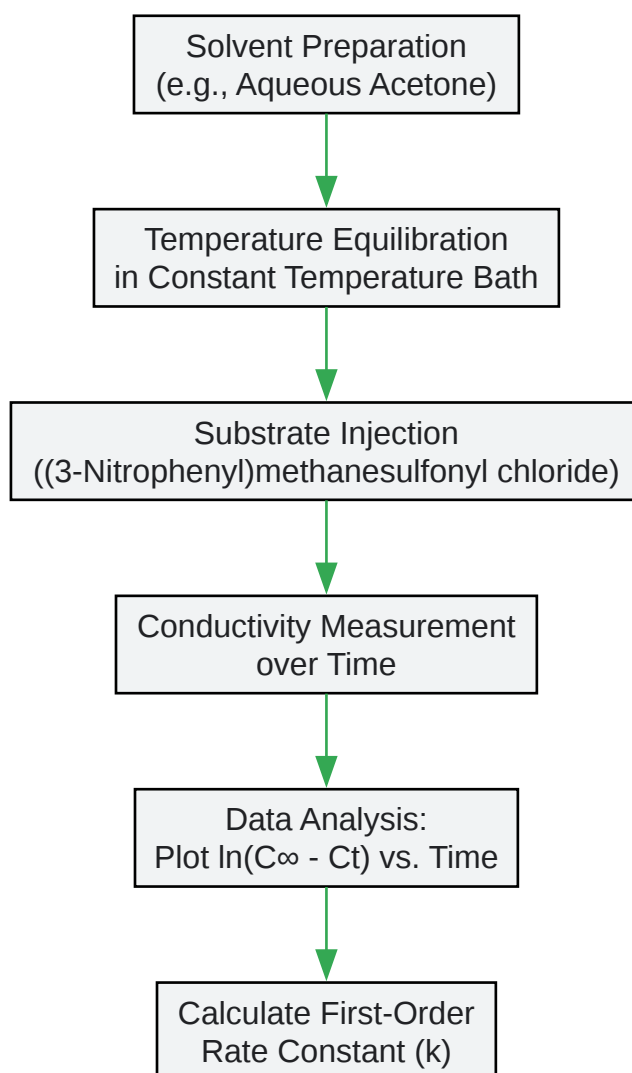 Solvent Preparation
(e.g., Aqueous Acetone)
Temperature Equilibration
in Constant Temperature Bath
Substrate Injection
((3-Nitrophenyl)methanesulfonyl chloride)
Conductivity Measurement
over Time
Data Analysis:
Plot ln(C∞ - Ct) vs. Time
Calculate First-Order
Rate Constant (k)